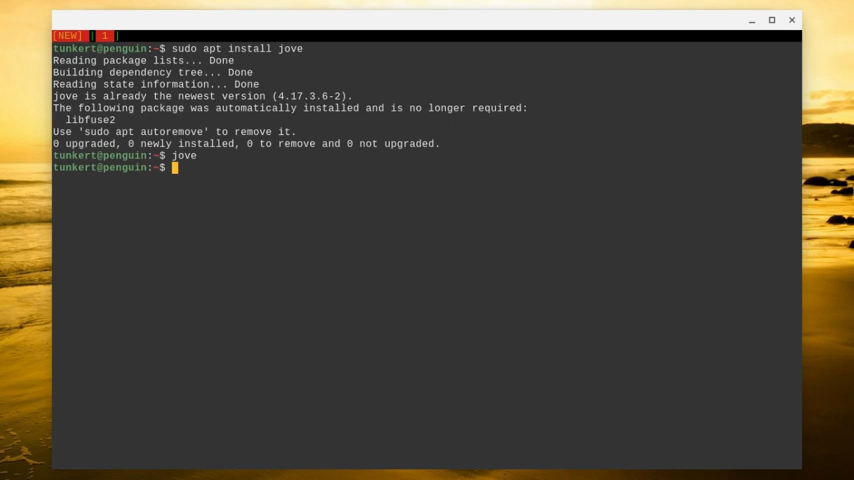 [NEW] | 1 |
tunkert@penguin:~$ sudo apt install jove
Reading package lists... Done
Building dependency tree... Done
Reading state information... Done
jove is already the newest version (4.17.3.6-2).
The following package was automatically installed and is no longer required:
  libfuse2
Use 'sudo apt autoremove' to remove it.
0 upgraded, 0 newly installed, 0 to remove and 0 not upgraded.
tunkert@penguin:~$ jove
tunkert@penguin:~$